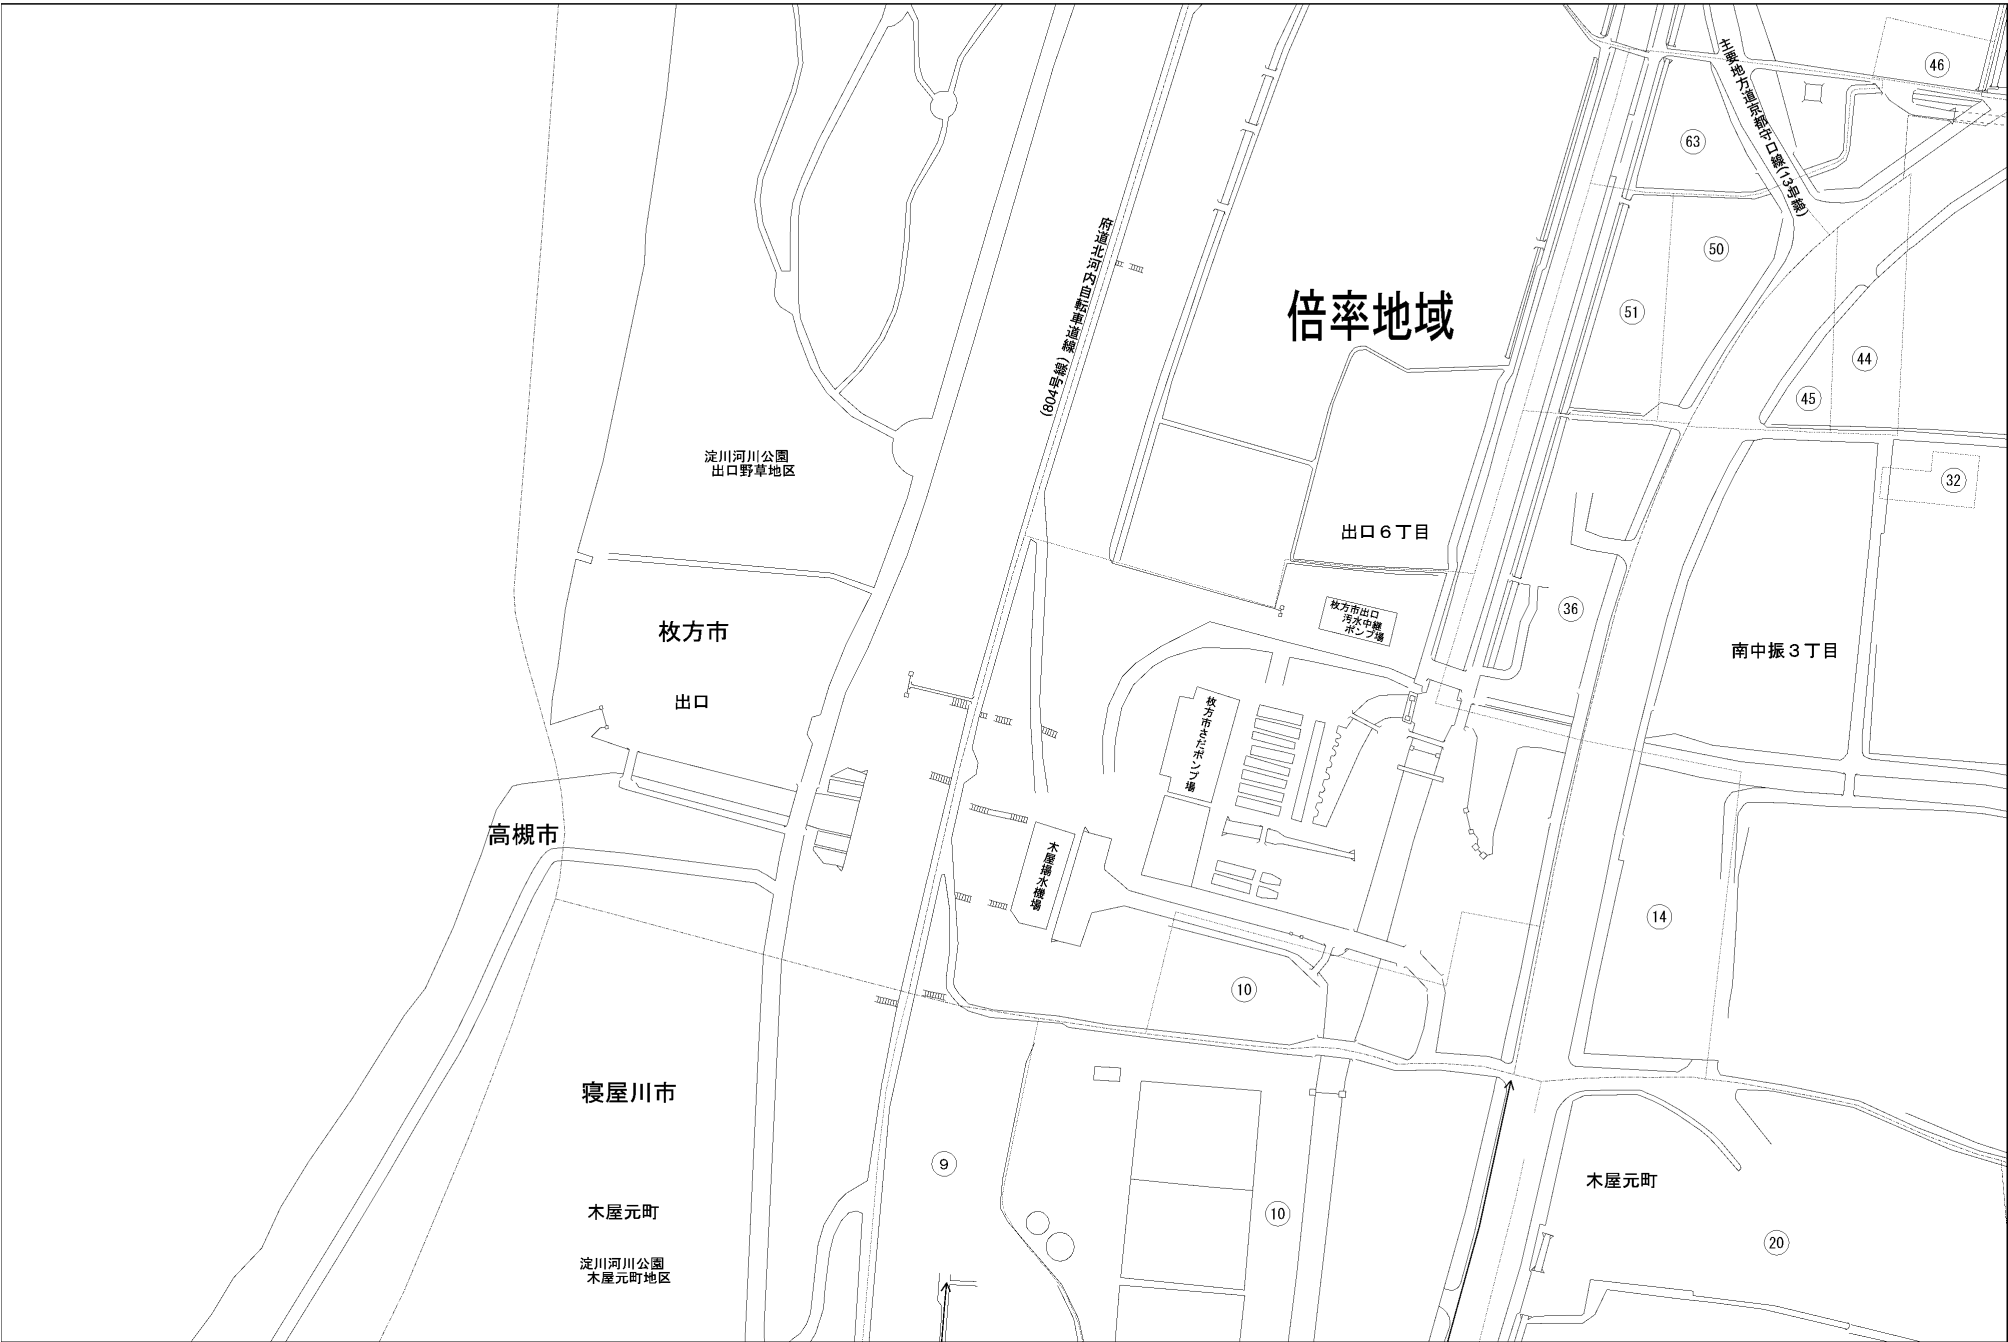 46
主要地方道京都守口線(13号線)
63
府道北河内自転車道線
(804号線)
50
倍率地域
51
44
45
淀川河川公園
出口野草地区
32
出口6丁目
枚方市出口
汚水中継
ポンプ場
36
枚方市
南中振3丁目
出口
枚方市さだポンプ場
高槻市
木屋揚水機場
14
10
寝屋川市
9
木屋元町
木屋元町
10
20
淀川河川公園
木屋元町地区